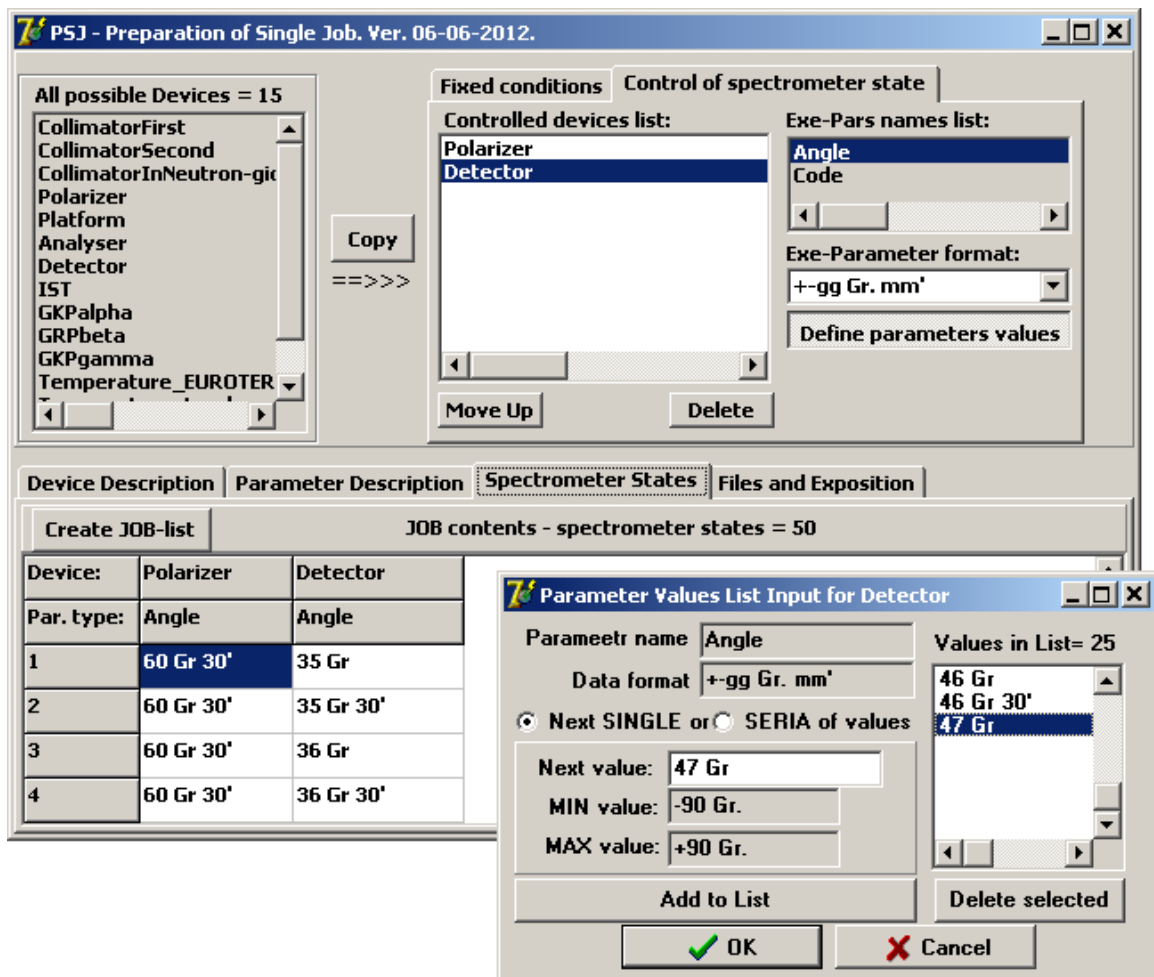 PSJ - Preparation of Single Job. Ver. 06-06-2012.
All possible Devices = 15
CollimatorFirst
CollimatorSecond
CollimatorInNeutron-gi
Polarizer
Platform
Analyser
Detector
IST
GKPalpha
GRPbeta
GKPgamma
Temperature_EUROTER
Copy
==>>>
Fixed conditions
Control of spectrometer state
Controlled devices list:
Polarizer
Detector
Move Up
Delete
Exe-Pars names list:
Angle
Code
Exe-Parameter format:
+-gg Gr. mm'
Define parameters values
Device Description
Parameter Description
Spectrometer States
Files and Exposition
Create JOB-list
JOB contents - spectrometer states = 50
Device: Polarizer Detector
Par. type: Angle Angle
1 60 Gr 30' 35 Gr
2 60 Gr 30' 35 Gr 30'
3 60 Gr 30' 36 Gr
4 60 Gr 30' 36 Gr 30'
Parameter Values List Input for Detector
Parameetr name Angle
Data format +-gg Gr. mm'
Next SINGLE or SERIA of values
Next value: 47 Gr
MIN value: -90 Gr.
MAX value: +90 Gr.
Add to List
Values in List= 25
46 Gr
46 Gr 30'
47 Gr
Delete selected
OK
Cancel